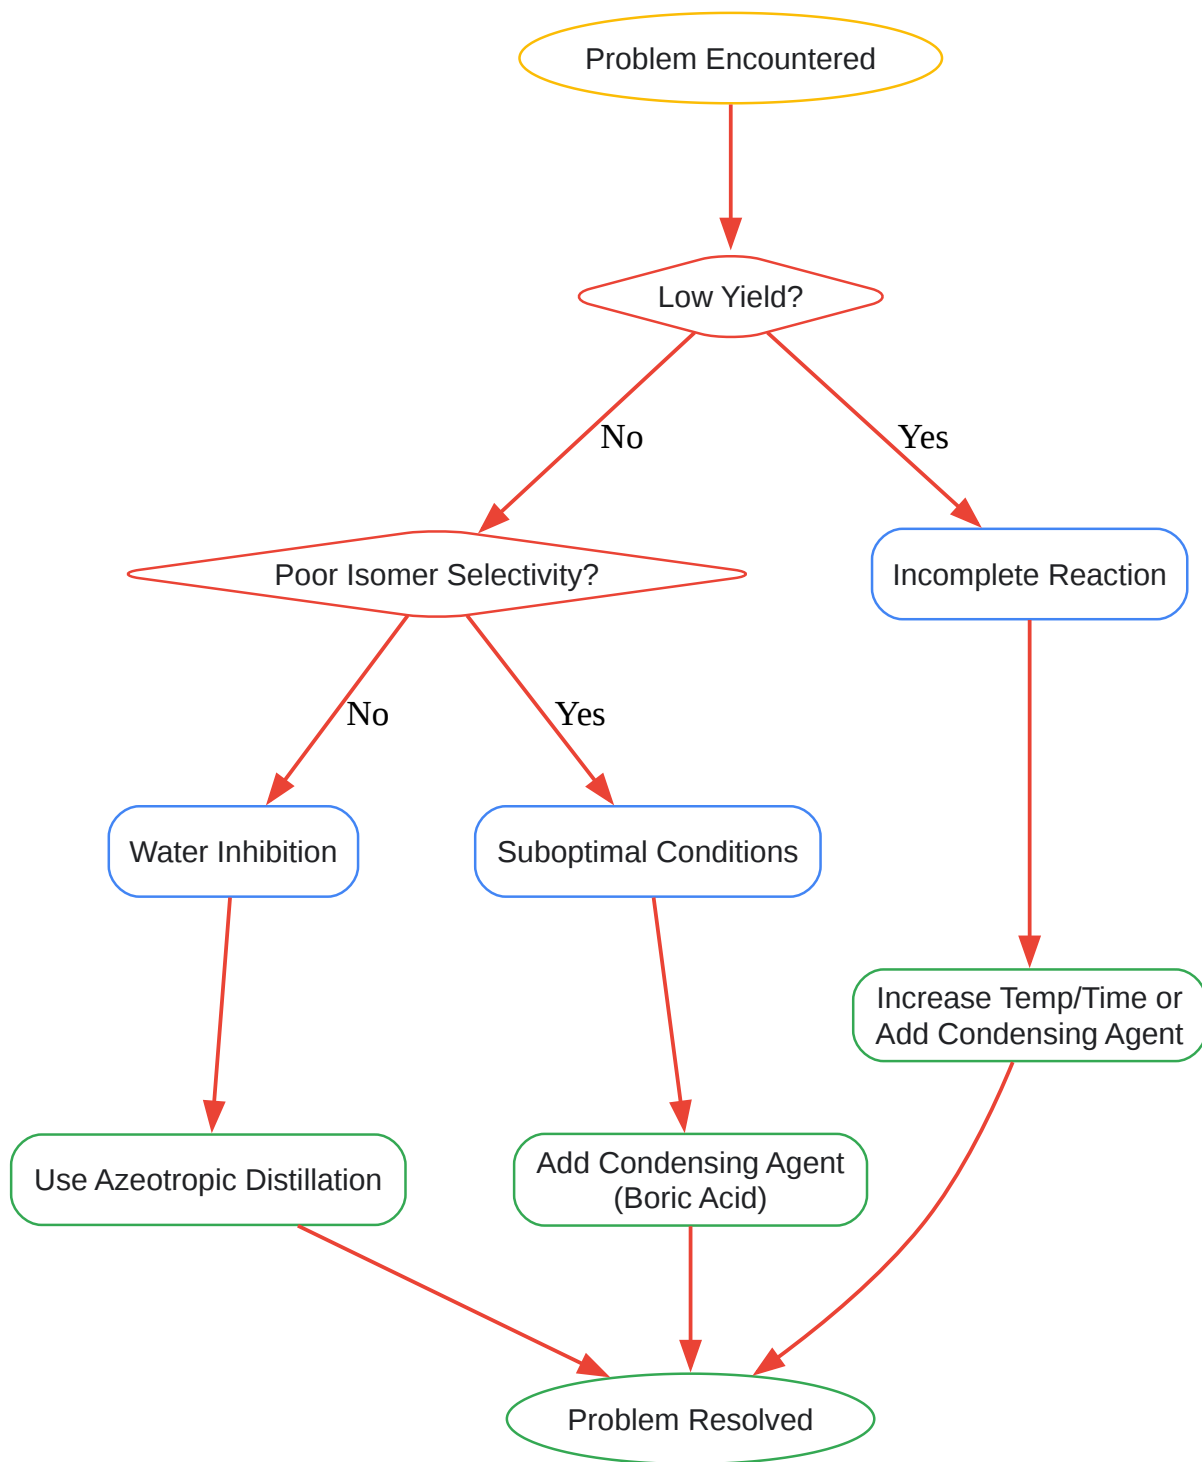 Problem Encountered
Low Yield?
No
Yes
Poor Isomer Selectivity?
Incomplete Reaction
No
Yes
Water Inhibition
Suboptimal Conditions
Increase Temp/Time or
Add Condensing Agent
Use Azeotropic Distillation
Add Condensing Agent
(Boric Acid)
Problem Resolved